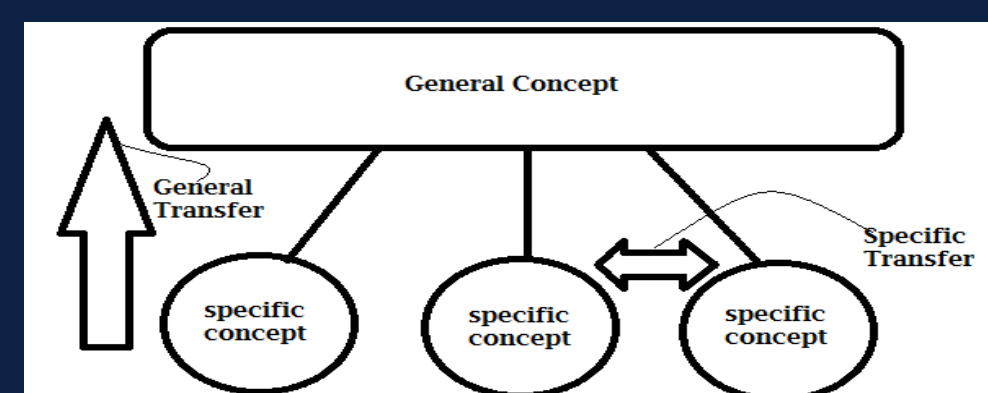 General Concept
General
Transfer
Specific
Transfer
specific
concept
specific
concept
specific
concept